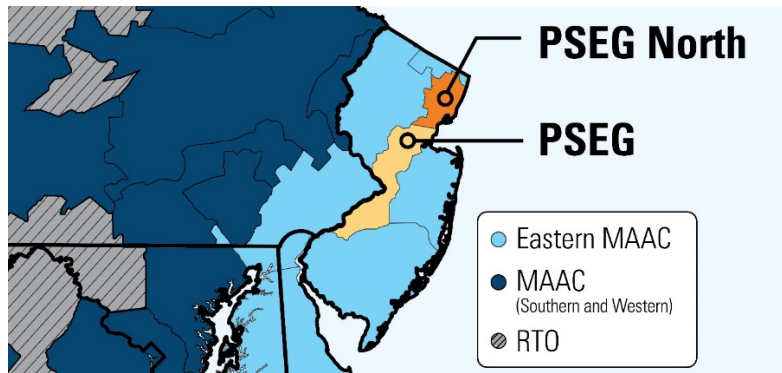 PSEG North
PSEG
Eastern MAAC
MAAC
(Southern and Western)
RTO